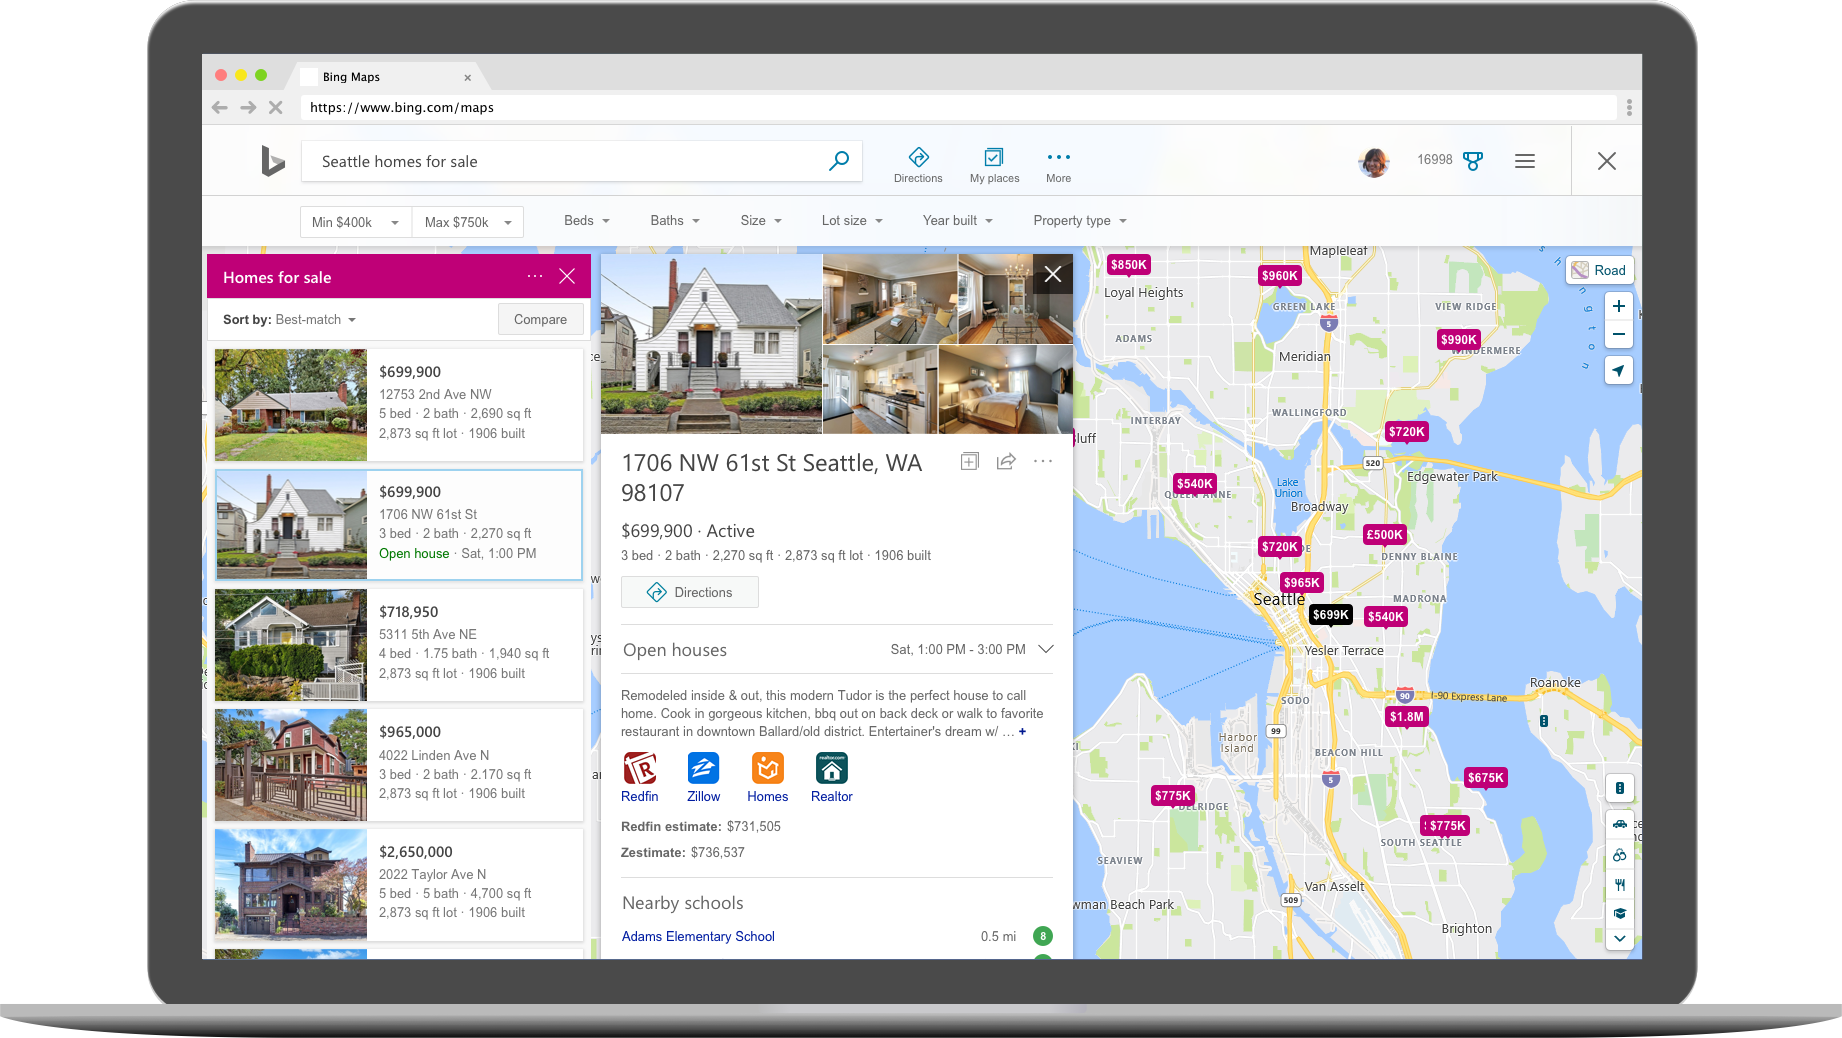 Bing Maps
https://www.bing.com/maps
Seattle homes for sale
Directions
My places
More
16998
Min $400k
Max $750k
Beds
Baths
Size
Lot size
Year built
Property type
Homes for sale
Sort by: Best-match
Compare
$699,900
12753 2nd Ave NW
5 bed · 2 bath · 2,690 sq ft
2,873 sq ft lot · 1906 built
$699,900
1706 NW 61st St
3 bed · 2 bath · 2,270 sq ft
Open house · Sat, 1:00 PM
$718,950
5311 5th Ave NE
4 bed · 1.75 bath · 1,940 sq ft
2,873 sq ft lot · 1906 built
$965,000
4022 Linden Ave N
3 bed · 2 bath · 2.170 sq ft
2,873 sq ft lot · 1906 built
$2,650,000
2022 Taylor Ave N
5 bed · 5 bath · 4,700 sq ft
2,873 sq ft lot · 1906 built
1706 NW 61st St Seattle, WA
98107
$699,900 · Active
3 bed · 2 bath · 2,270 sq ft · 2,873 sq ft lot · 1906 built
Directions
Open houses
Sat, 1:00 PM - 3:00 PM
Remodeled inside & out, this modern Tudor is the perfect house to call
home. Cook in gorgeous kitchen, bbq out on back deck or walk to favorite
restaurant in downtown Ballard/old district. Entertainer's dream w/ ... +
realtor.com
Redfin
Zillow
Homes
Realtor
Redfin estimate: $731,505
Zestimate: $736,537
Nearby schools
Adams Elementary School
0.5 mi
8
Mapleleaf
$850K
$960K
Road
Loyal Heights
GREEN LAKE
VIEW RIDGE
5
ADAMS
$990K
WINDERMERE
Meridian
WALLINGFORD
INTERBAY
$720K
luff
520
$540K
QUEEN ANNE
Lake
Union
Edgewater Park
Broadway
£500K
$720K
DENNY BLAINE
$965K
Seattle
MADRONA
$699K
$540K
Yesler Terrace
Roanoke
90
I-90 Express Lane
SODO
$1.8M
99
Harbor
Island
BEACON HILL
5
$675K
$775K
DELRIDGE
$775K
SOUTH SEATTLE
SEAVIEW
Van Asselt
509
wman Beach Park
Brighton